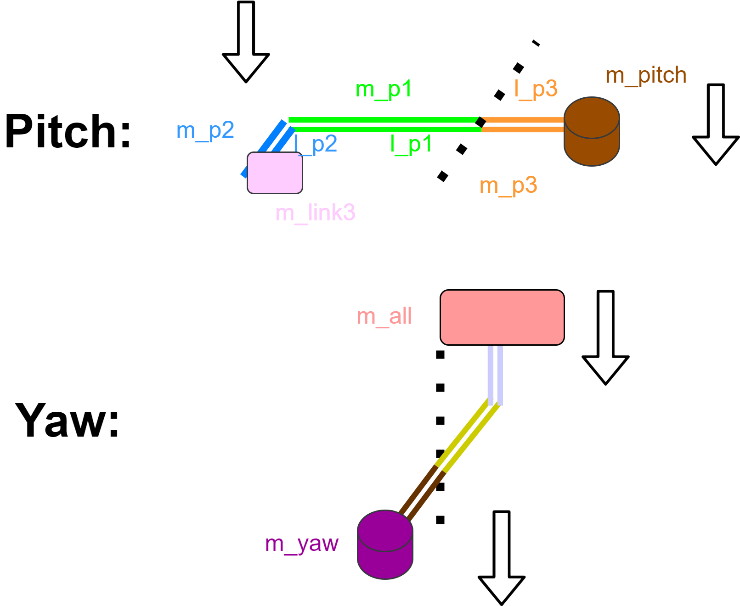 m_pitch
l_p3
m_p1
Pitch:
m_p2
l_p2
l_p1
m_p3
m_link3
m_all
Yaw:
m_yaw